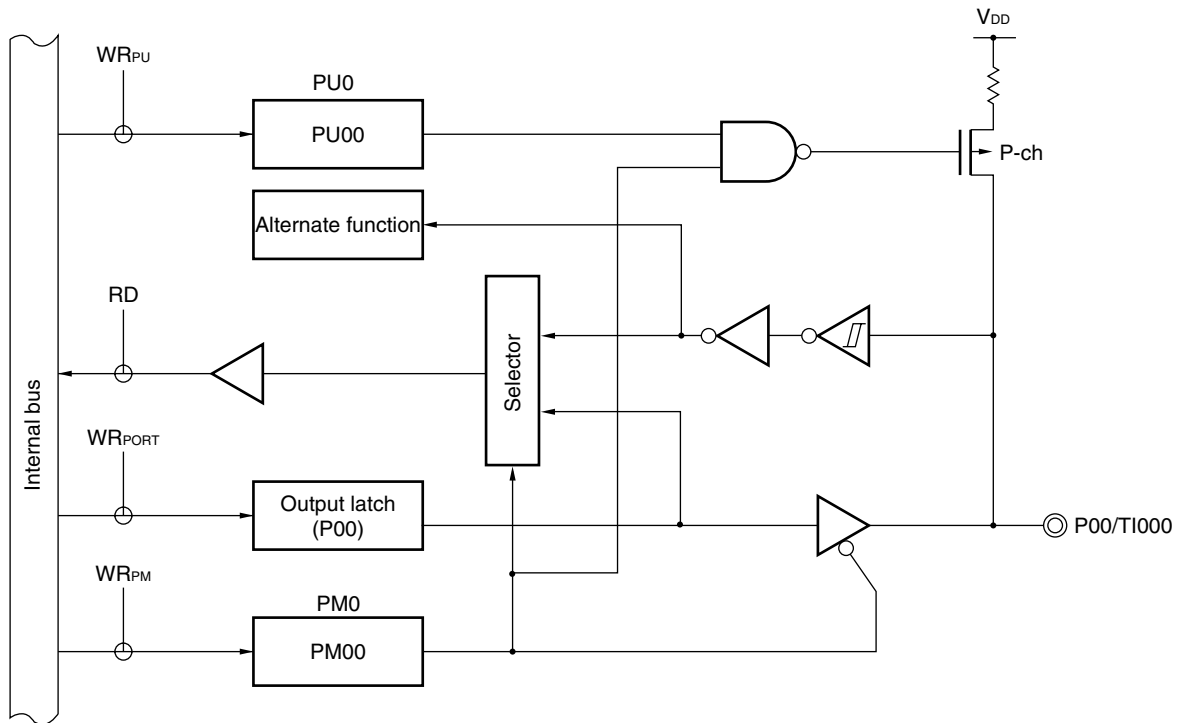 VDD
WRPU
PU0
PU00
P-ch
Alternate function
RD
Selector
Internal bus
WRPORT
Output latch
(P00)
P00/TI000
WRPM
PM0
PM00